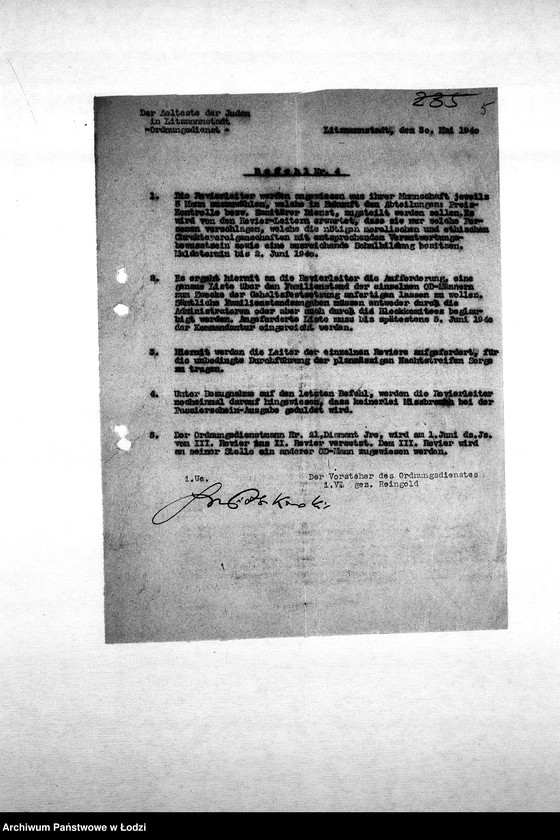 235 5
Der Aelteste der Juden
in Litzmannstadt
"Ordnungsdienst"
Litzmannstadt, den 30. Mai 1940
Befehl Nr. 4
1. Die Revierleiter werden angewiesen aus ihrer Mannschaft jeweils
5 Mann auszuwählen, welche in Zukunft den Abteilungen Preis-
Kontrolle bezw. Sanitärer Dienst, zugeteilt werden sollen. Es
wird von den Revier-Leitern erwartet, dass sie nur solche Per-
sonen vorschlagen, welche die nötigen moralischen und ethischen
Charaktereigenschaften mit entsprechendem Verantwortungs-
bewusstsein und eine ausreichende Schulbildung besitzen.
Meldetermin bis 2. Juni 1940.
2. Es ergeht hiermit an die Revierleiter die Aufforderung, eine
genaue Liste über den Familienstand der einzelnen OD-Männern
zum Zwecke der Gehaltsfestsetzung anfertigen lassen zu wollen.
Sämtliche Familienstandsangaben müssen entweder durch die
Administratoren oder aber auch durch die Blockkomitees beglau-
bigt werden. Angeforderte Liste muss bis spätestens 5. Juni 1940
der Kommandantur eingereicht werden.
3. Hiermit werden die Leiter der einzelnen Reviere aufgefordert, für
die unbedingte Durchführung der planmässigen Nachtstreifen Sorge
zu tragen.
4. Unter Bezugnahme auf den letzten Befehl, werden die Revierleiter
nocheinmal darauf hingewiesen, dass keinerlei Missbrauch bei der
Passierschein-Ausgabe geduldet wird.
5. Der Ordnungsdienstmann Nr. 21, Diament Jre, wird am 1. Juni ds.Js.
vom III. Revier ins II. Revier versetzt. Dem III. Revier wird
an seiner Stelle ein anderer OD-Mann zugewiesen werden.
i.Ue.
Der Vorsteher des Ordnungsdienstes
i.V. gez. Reingold
Archiwum Państwowe w Łodzi